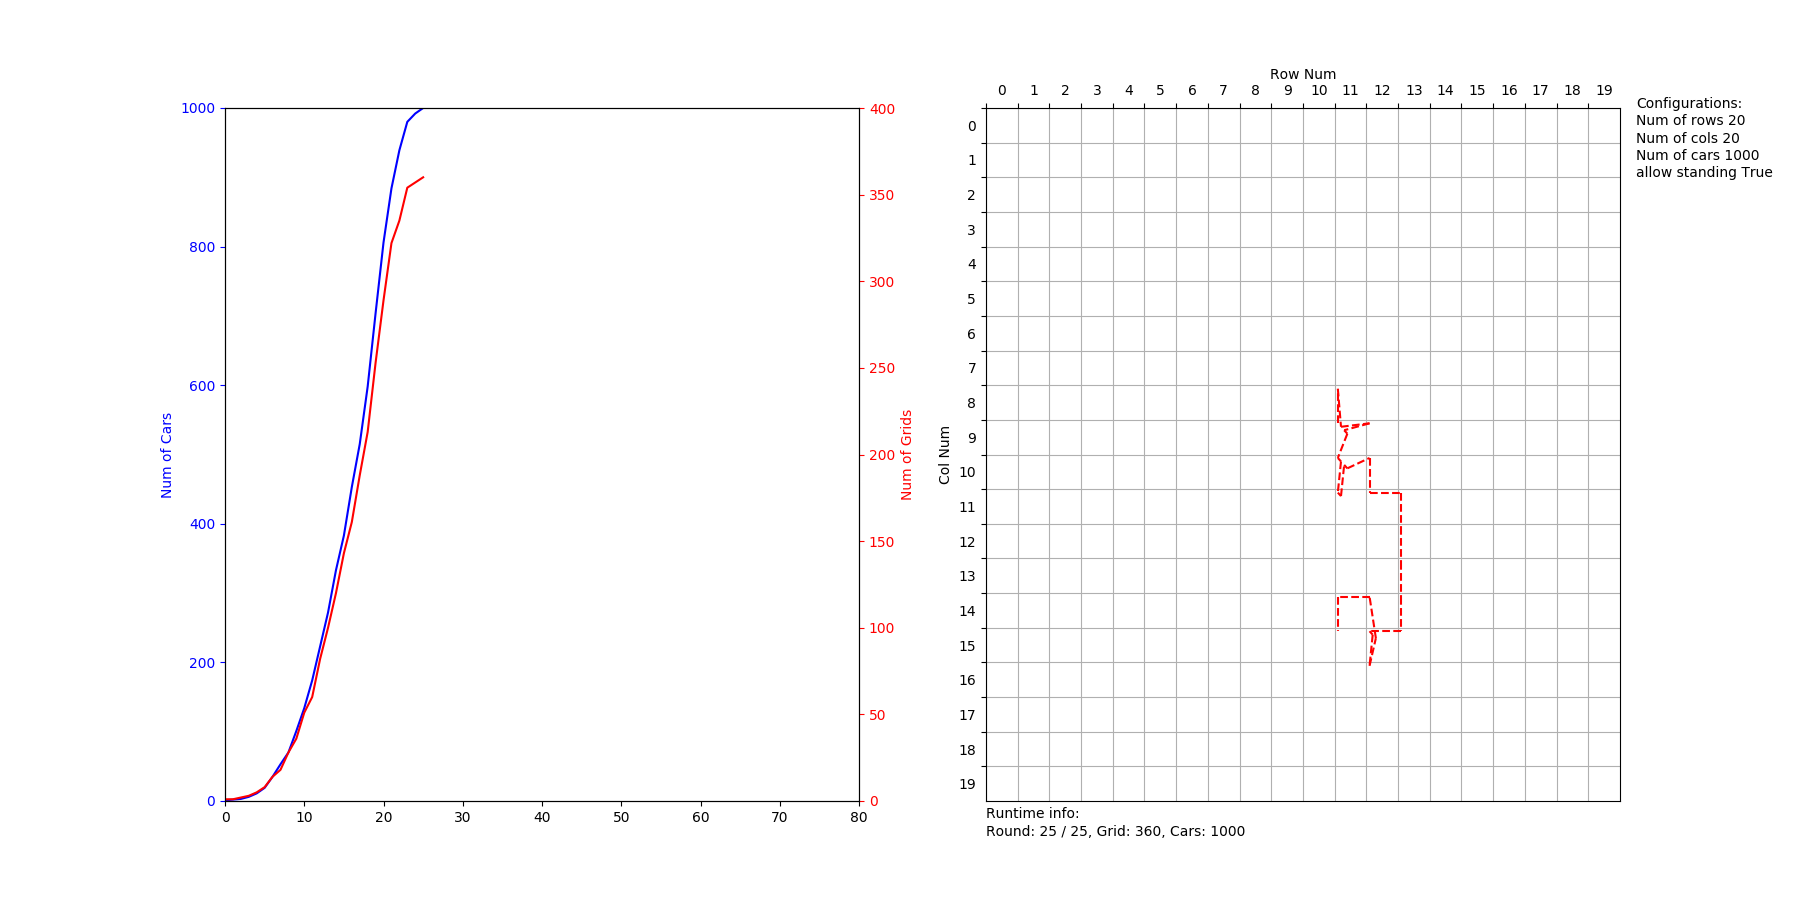 Row Num
0 1 2 3 4 5 6 7 8 9 10 11 12 13 14 15 16 17 18 19
Configurations:
Num of rows 20
Num of cols 20
Num of cars 1000
allow standing True
1000
800
600
400
200
0
Num of Cars
0 10 20 30 40 50 60 70 80
400
350
300
250
200
150
100
50
0
Num of Grids
Col Num
0
1
2
3
4
5
6
7
8
9
10
11
12
13
14
15
16
17
18
19
Runtime info:
Round: 25 / 25, Grid: 360, Cars: 1000